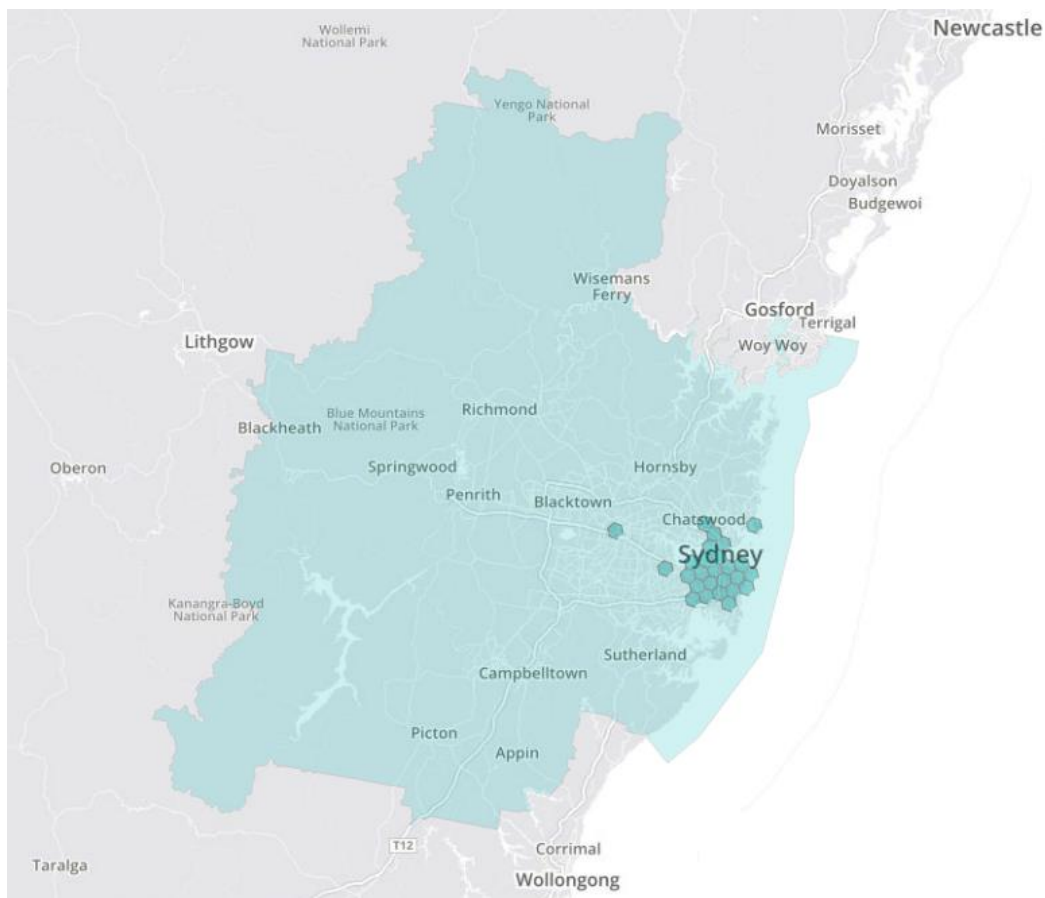 Newcastle
Wollemi
National Park
Yengo National
Park
Morisset
Doyalson
Budgewoi
Wisemans
Ferry
Gosford
Terrigal
Lithgow
Woy Woy
Richmond
Blue Mountains
National Park
Blackheath
Oberon
Springwood
Hornsby
Penrith
Blacktown
Chatswood
Sydney
Kanangra-Boyd
National Park
Sutherland
Campbelltown
Picton
Appin
T12
Corrimal
Taralga
Wollongong